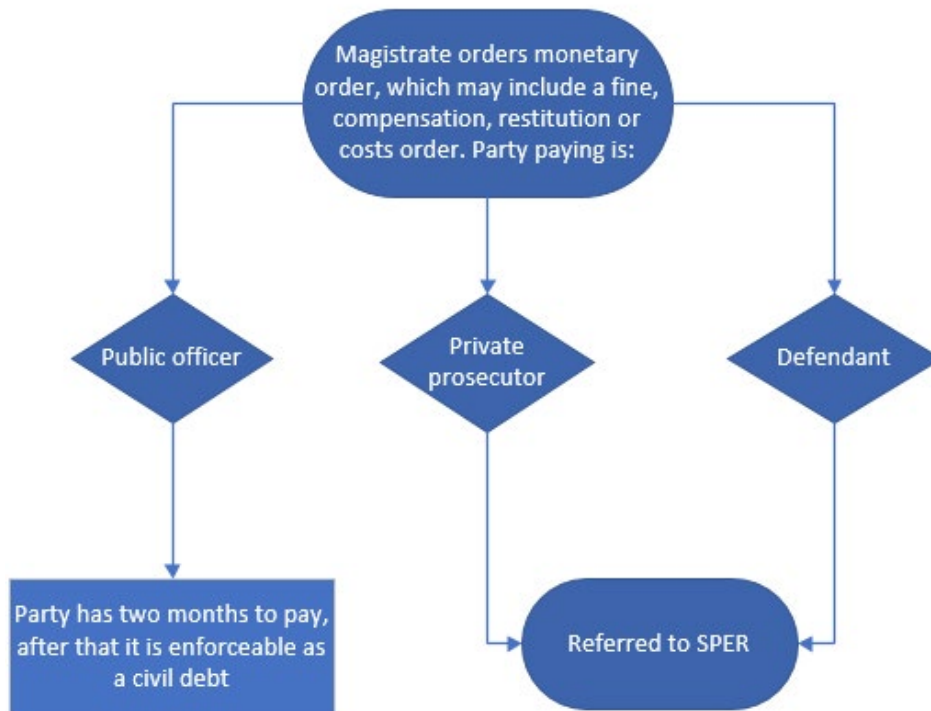 Magistrate orders monetary
order, which may include a fine,
compensation, restitution or
costs order. Party paying is:
Public officer
Private
prosecutor
Defendant
Party has two months to pay,
after that it is enforceable as
a civil debt
Referred to SPER